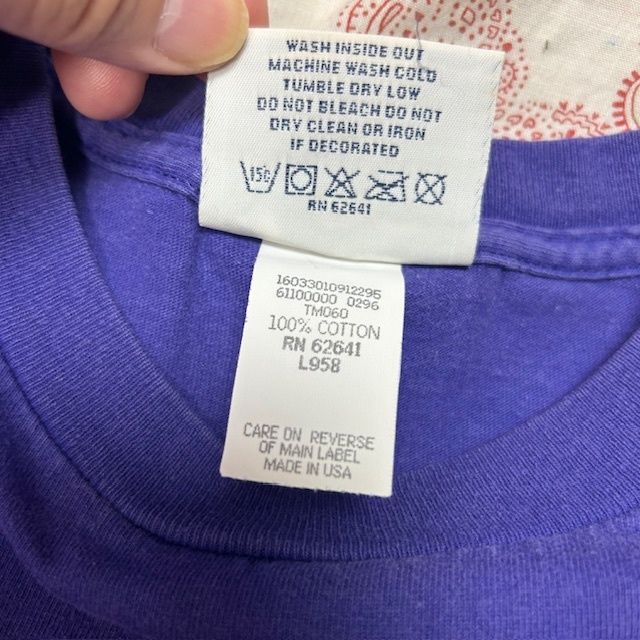 WASH INSIDE OUT
MACHINE WASH COLD
TUMBLE DRY LOW
DO NOT BLEACH DO NOT
DRY CLEAN OR IRON
IF DECORATED
15b
RN 62641
16033010912295
61100000 0296
TM060
100% COTTON
RN 62641
L958
CARE ON REVERSE
OF MAIN LABEL
MADE IN USA